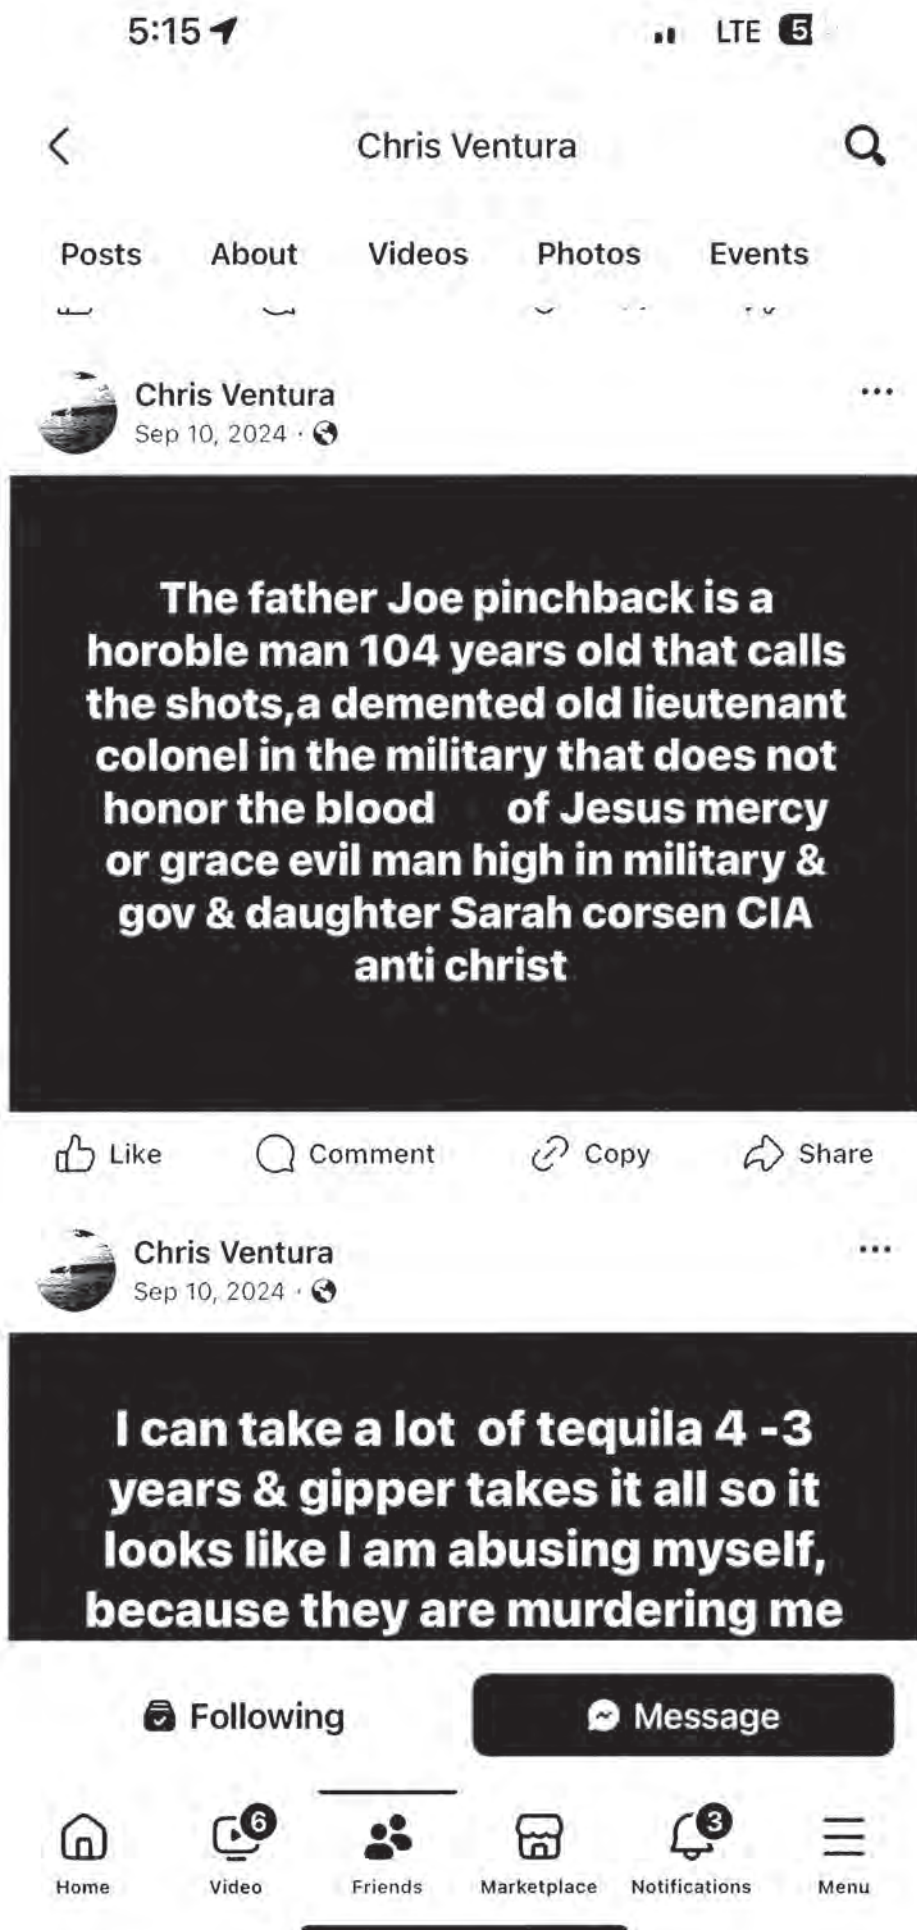 5:15 LTE 5
Chris Ventura
Posts About Videos Photos Events
Chris Ventura
Sep 10, 2024 ·
The father Joe pinchback is a
horoble man 104 years old that calls
the shots,a demented old lieutenant
colonel in the military that does not
honor the blood of Jesus mercy
or grace evil man high in military &
gov & daughter Sarah corsen CIA
anti christ
Like Comment Copy Share
Chris Ventura
Sep 10, 2024 ·
I can take a lot of tequila 4 -3
years & gipper takes it all so it
looks like I am abusing myself,
because they are murdering me
Following Message
6 3
Home Video Friends Marketplace Notifications Menu